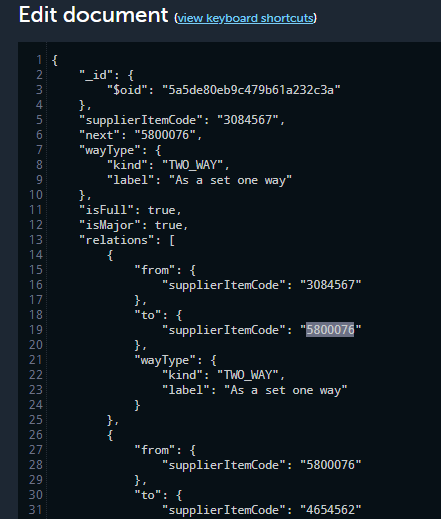 Edit document (view keyboard shortcuts)
1 {
2     "_id": {
3         "$oid": "5a5de80eb9c479b61a232c3a"
4     },
5     "supplierItemCode": "3084567",
6     "next": "5800076",
7     "wayType": {
8         "kind": "TWO_WAY",
9         "label": "As a set one way"
10     },
11     "isFull": true,
12     "isMajor": true,
13     "relations": [
14         {
15             "from": {
16                 "supplierItemCode": "3084567"
17             },
18             "to": {
19                 "supplierItemCode": "5800076"
20             },
21             "wayType": {
22                 "kind": "TWO_WAY",
23                 "label": "As a set one way"
24             }
25         },
26         {
27             "from": {
28                 "supplierItemCode": "5800076"
29             },
30             "to": {
31                 "supplierItemCode": "4654562"